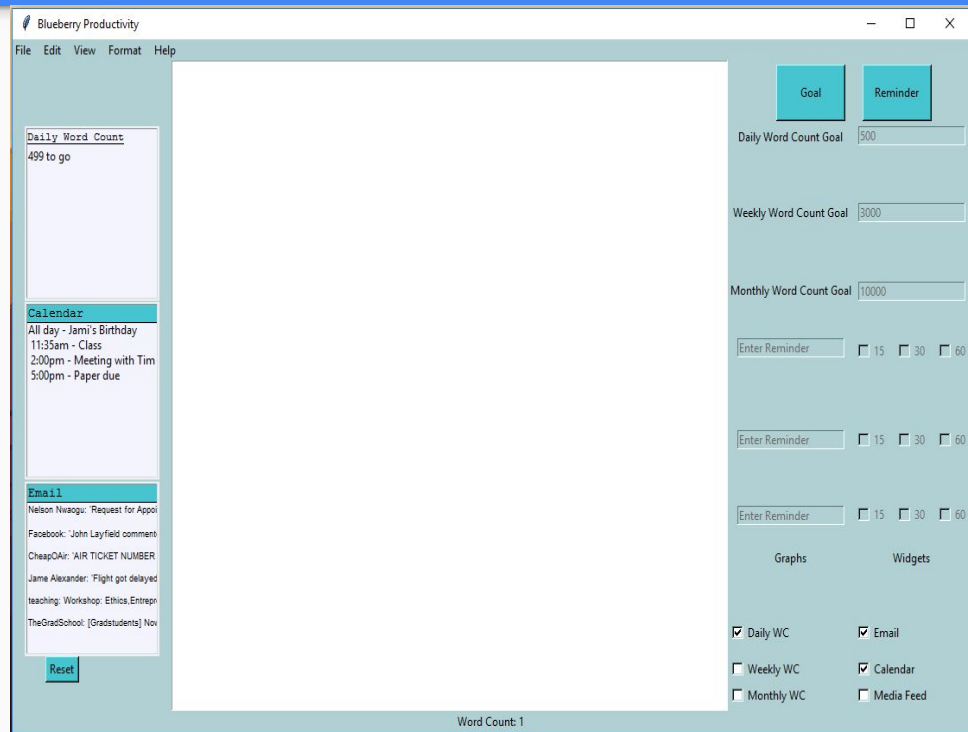 Blueberry Productivity
File Edit View Format Help
Daily Word Count
499 to go
Calendar
All day - Jami's Birthday
11:35am - Class
2:00pm - Meeting with Tim
5:00pm - Paper due
Email
Nelson Nwaogu: 'Request for Appoi
Facebook: 'John Layfield commente
CheapOAir: 'AIR TICKET NUMBER
Jame Alexander: 'Flight got delayed
teaching: Workshop: Ethics,Entrepr
TheGradSchool: [Gradstudents] Nov
Reset
Word Count: 1
Goal Reminder
Daily Word Count Goal 500
Weekly Word Count Goal 3000
Monthly Word Count Goal 10000
Enter Reminder 15 30 60
Enter Reminder 15 30 60
Enter Reminder 15 30 60
Graphs Widgets
Daily WC Email
Weekly WC Calendar
Monthly WC Media Feed